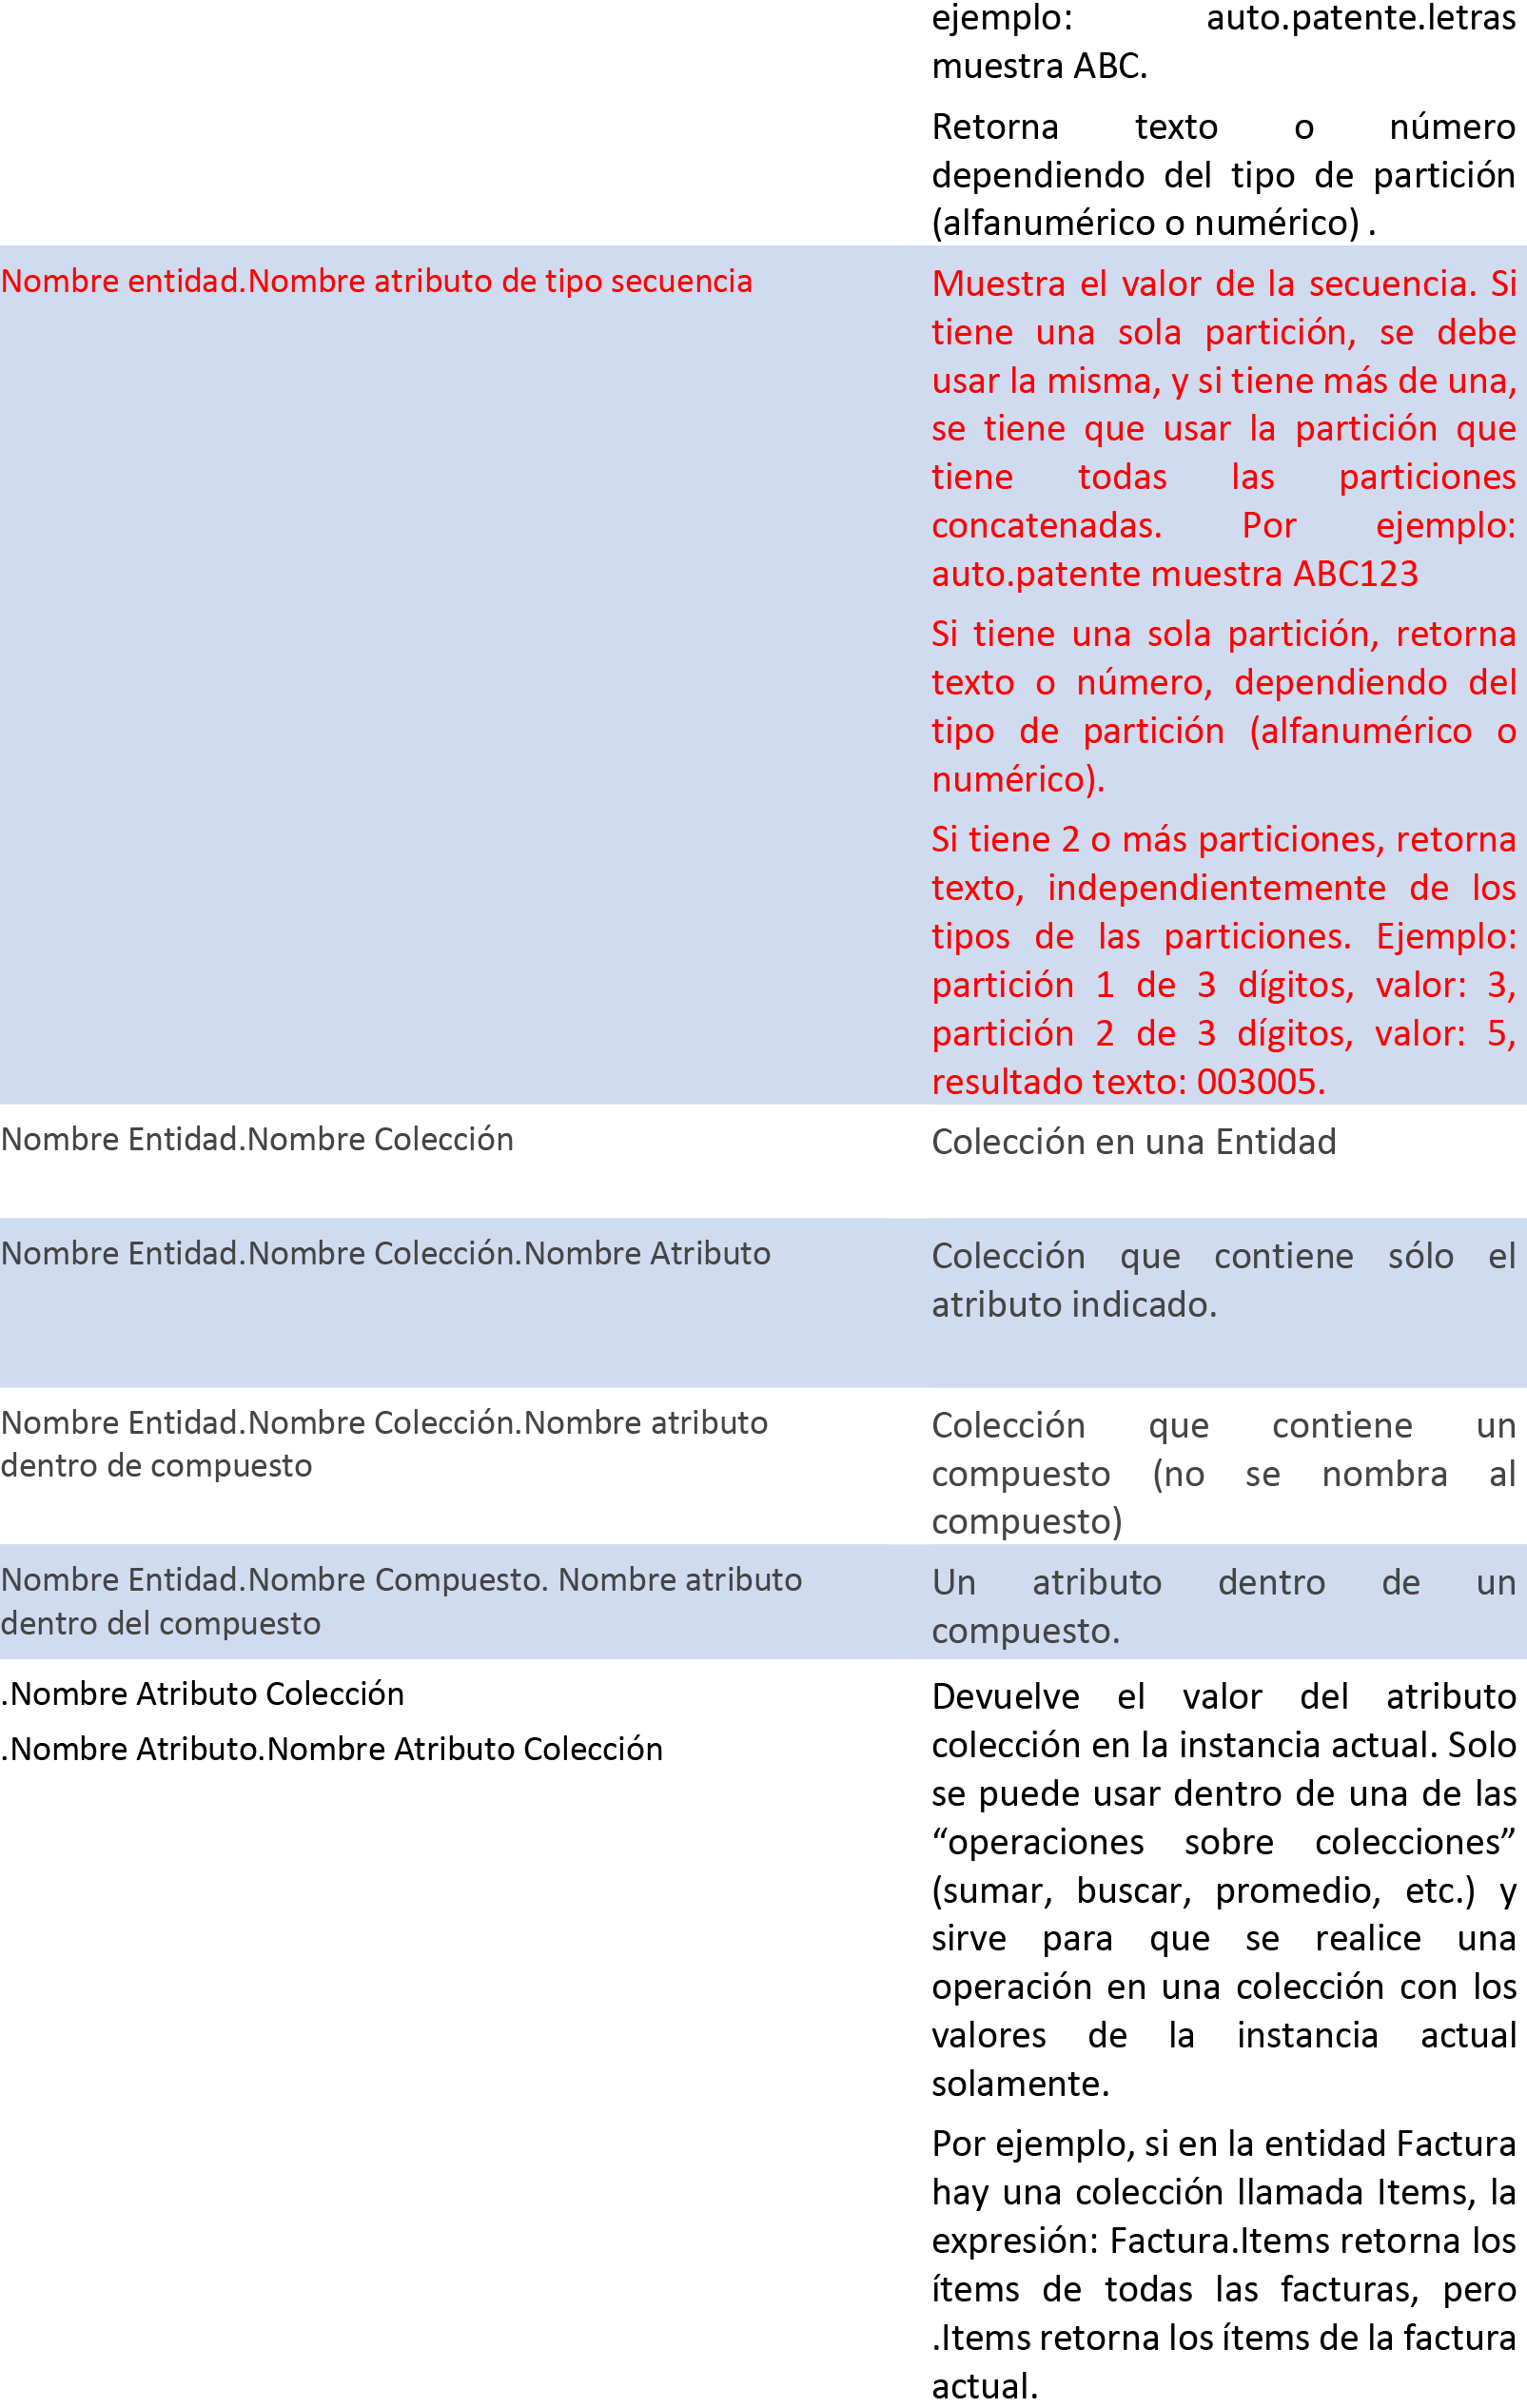 ejemplo: auto.patente.letras
muestra ABC.
Retorna texto o número
dependiendo del tipo de partición
(alfanumérico o numérico) .
Nombre entidad.Nombre atributo de tipo secuencia
Muestra el valor de la secuencia. Si
tiene una sola partición, se debe
usar la misma, y si tiene más de una,
se tiene que usar la partición que
tiene todas las particiones
concatenadas. Por ejemplo:
auto.patente muestra ABC123
Si tiene una sola partición, retorna
texto o número, dependiendo del
tipo de partición (alfanumérico o
numérico).
Si tiene 2 o más particiones, retorna
texto, independientemente de los
tipos de las particiones. Ejemplo:
partición 1 de 3 dígitos, valor: 3,
partición 2 de 3 dígitos, valor: 5,
resultado texto: 003005.
Nombre Entidad.Nombre Colección
Colección en una Entidad
Nombre Entidad.Nombre Colección.Nombre Atributo
Colección que contiene sólo el
atributo indicado.
Nombre Entidad.Nombre Colección.Nombre atributo
dentro de compuesto
Colección que contiene un
compuesto (no se nombra al
compuesto)
Nombre Entidad.Nombre Compuesto. Nombre atributo
dentro del compuesto
Un atributo dentro de un
compuesto.
.Nombre Atributo Colección
.Nombre Atributo.Nombre Atributo Colección
Devuelve el valor del atributo
colección en la instancia actual. Solo
se puede usar dentro de una de las
“operaciones sobre colecciones”
(sumar, buscar, promedio, etc.) y
sirve para que se realice una
operación en una colección con los
valores de la instancia actual
solamente.
Por ejemplo, si en la entidad Factura
hay una colección llamada Items, la
expresión: Factura.Items retorna los
ítems de todas las facturas, pero
.Items retorna los ítems de la factura
actual.